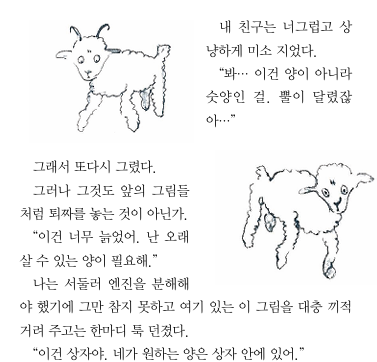 내 친구는 너그럽고 상
냥하게 미소 지었다.
“봐… 이건 양이 아니라
숫양인 걸. 뿔이 달렸잖
아…”
그래서 또다시 그렸다.
그러나 그것도 앞의 그림들
처럼 퇴짜를 놓는 것이 아닌가.
“이건 너무 늙었어. 난 오래
살 수 있는 양이 필요해.”
나는 서둘러 엔진을 분해해
야 했기에 그만 참지 못하고 여기 있는 이 그림을 대충 끼적
거려 주고는 한마디 툭 던졌다.
“이건 상자야. 네가 원하는 양은 상자 안에 있어.”